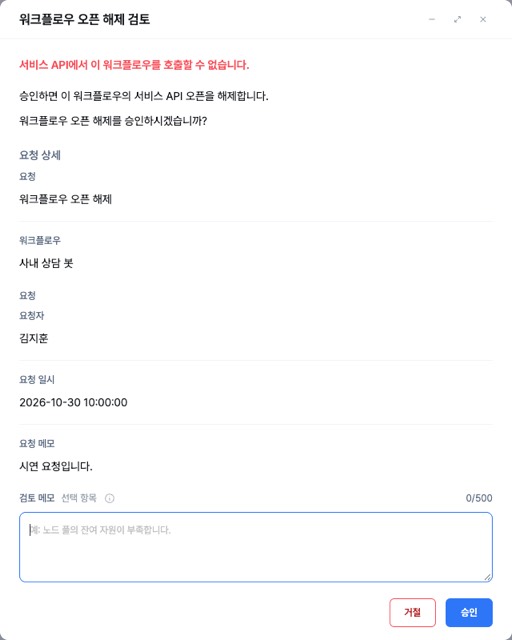 워크플로우 오픈 해제 검토
서비스 API에서 이 워크플로우를 호출할 수 없습니다.
승인하면 이 워크플로우의 서비스 API 오픈을 해제합니다.
워크플로우 오픈 해제를 승인하시겠습니까?
요청 상세
요청
워크플로우 오픈 해제
워크플로우
사내 상담 봇
요청
요청자
김지훈
요청 일시
2026-10-30 10:00:00
요청 메모
시연 요청입니다.
검토 메모 선택 항목 0/500
예: 노드 풀의 잔여 자원이 부족합니다.
거절 승인